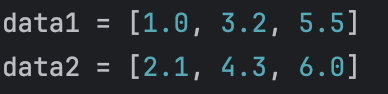 data1 = [1.0, 3.2, 5.5]
data2 = [2.1, 4.3, 6.0]